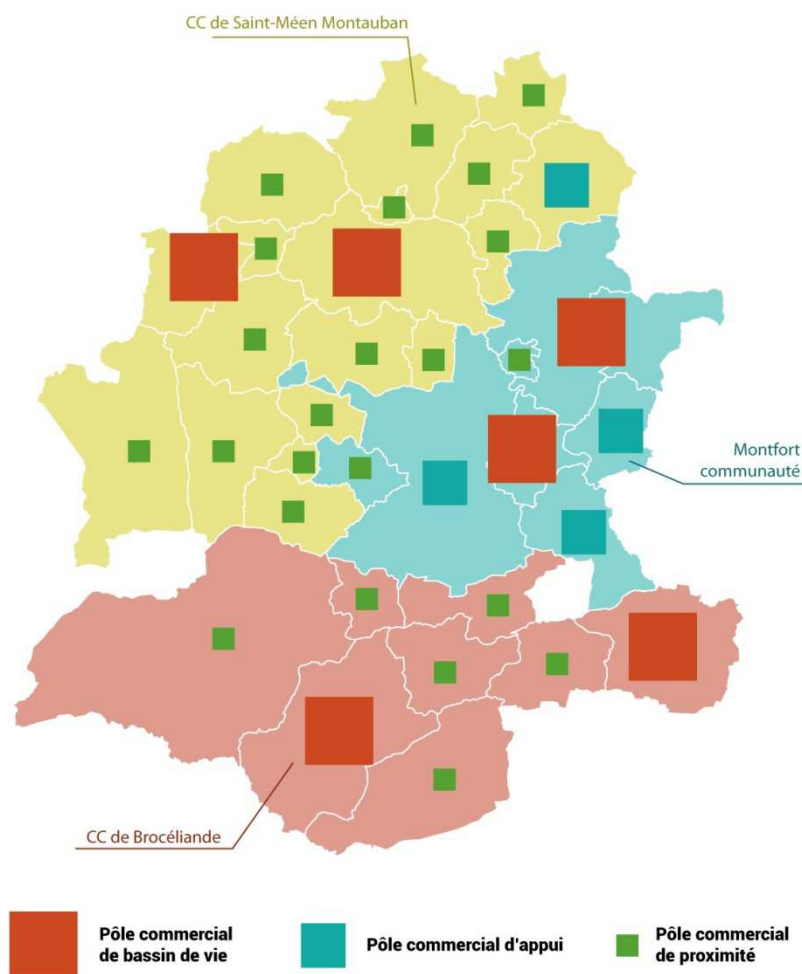 CC de Saint-Méen Montauban
Montfort
communauté
CC de Brocéliande
Pôle commercial
de bassin de vie
Pôle commercial d'appui
Pôle commercial
de proximité